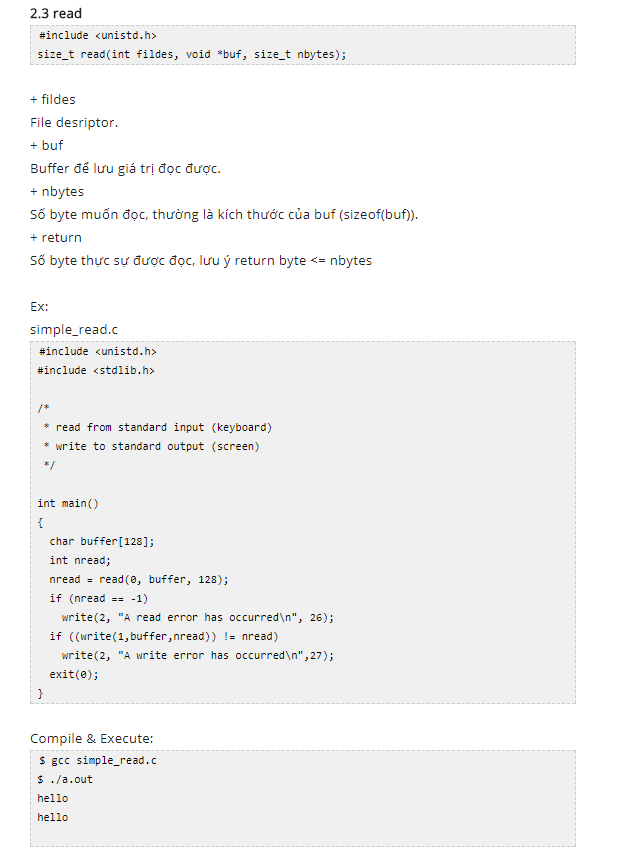 2.3 read
#include <unistd.h>
size_t read(int fildes, void *buf, size_t nbytes);
+ fildes
File desriptor.
+ buf
Buffer để lưu giá trị đọc được.
+ nbytes
Số byte muốn đọc, thường là kích thước của buf (sizeof(buf)).
+ return
Số byte thực sự được đọc, lưu ý return byte <= nbytes
Ex:
simple_read.c
#include <unistd.h>
#include <stdlib.h>
/*
* read from standard input (keyboard)
* write to standard output (screen)
*/
int main()
{
char buffer[128];
int nread;
nread = read(0, buffer, 128);
if (nread == -1)
write(2, "A read error has occurred\n", 26);
if ((write(1,buffer,nread)) != nread)
write(2, "A write error has occurred\n",27);
exit(0);
}
Compile & Execute:
$ gcc simple_read.c
$ ./a.out
hello
hello